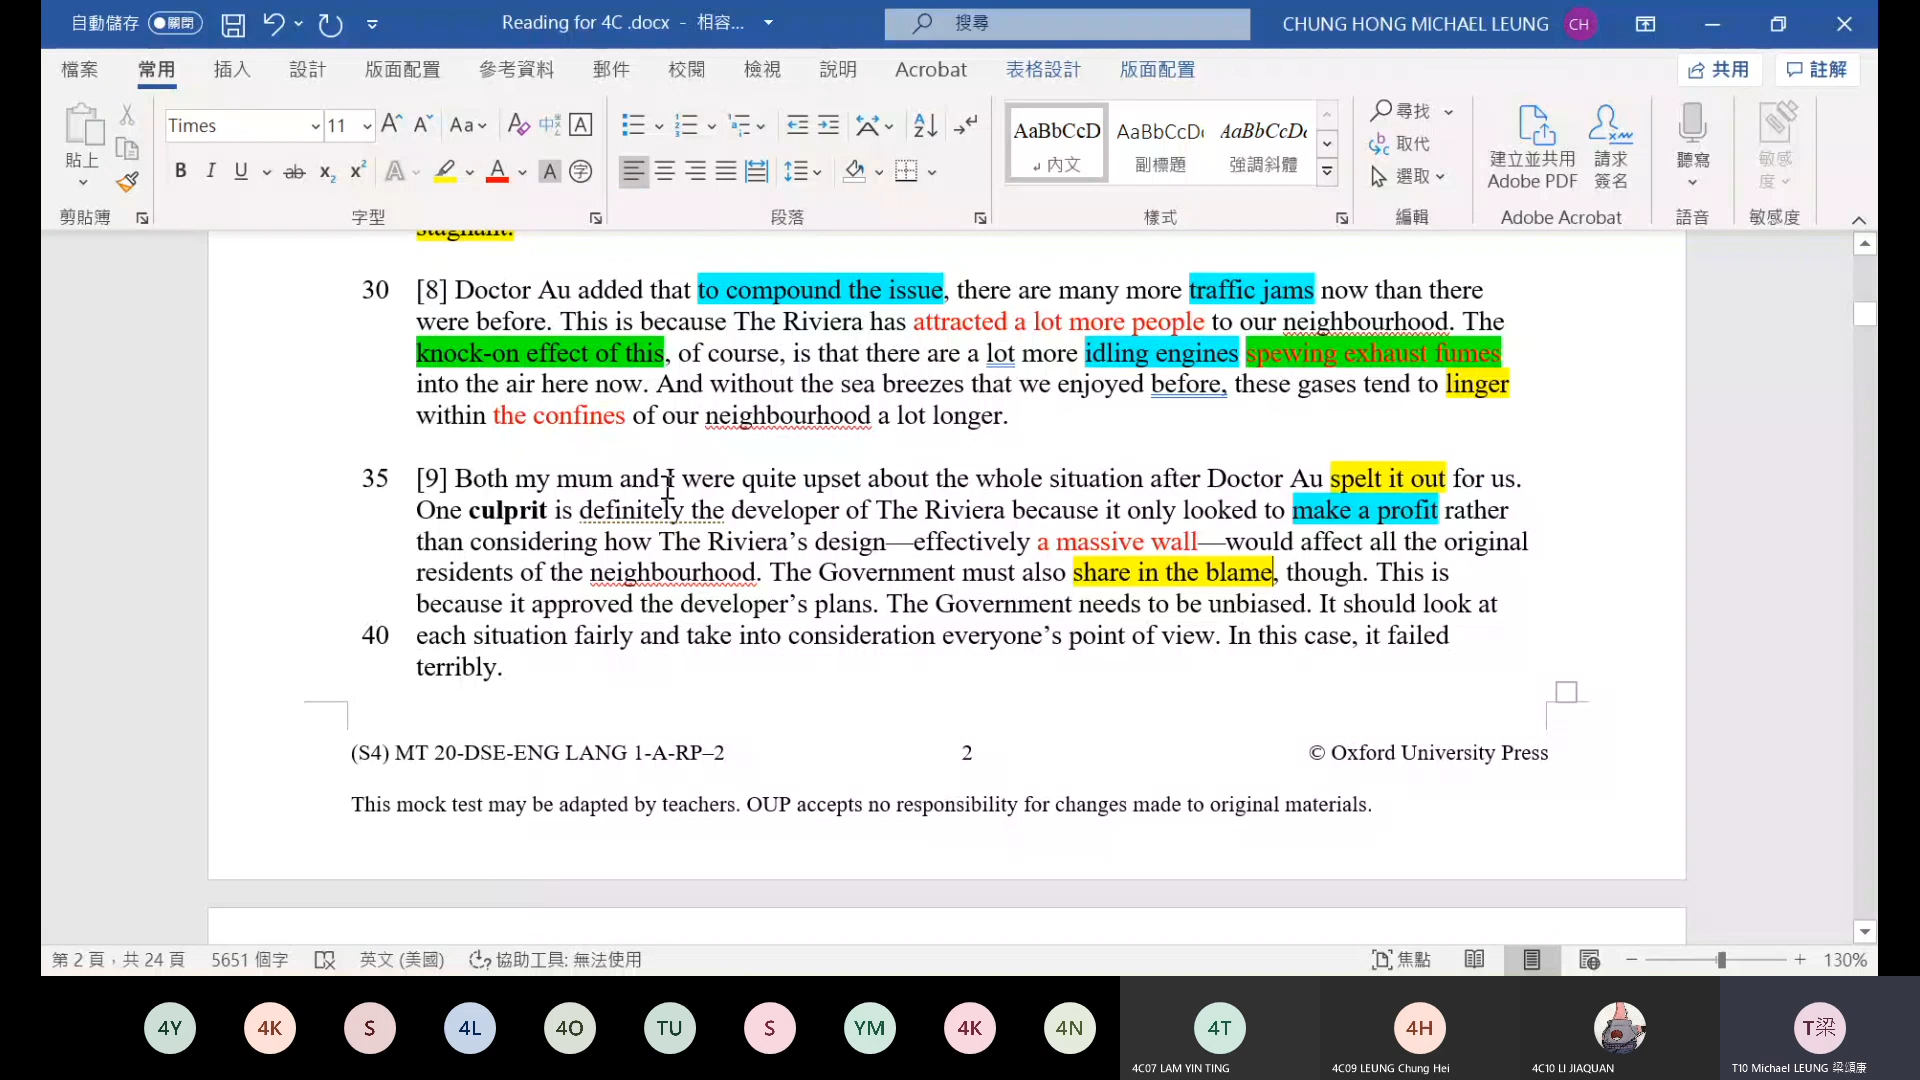 自動儲存 關閉 Reading for 4C .docx - 相容... 搜尋 CHUNG HONG MICHAEL LEUNG CH
檔案 常用 插入 設計 版面配置 參考資料 郵件 校閱 檢視 說明 Acrobat 表格設計 版面配置 共用 註解
貼上 Times 11 AaBbCcD AaBbCcD AaBbCcD 尋找 取代 選取
內文 副標題 強調斜體 建立並共用 Adobe PDF 請求 簽名 聽寫 敏感度
剪貼簿 字型 段落 樣式 編輯 Adobe Acrobat 語音 敏感度
stagnant.
30 [8] Doctor Au added that to compound the issue, there are many more traffic jams now than there
were before. This is because The Riviera has attracted a lot more people to our neighbourhood. The
knock-on effect of this, of course, is that there are a lot more idling engines spewing exhaust fumes
into the air here now. And without the sea breezes that we enjoyed before, these gases tend to linger
within the confines of our neighbourhood a lot longer.
35 [9] Both my mum and I were quite upset about the whole situation after Doctor Au spelt it out for us.
One culprit is definitely the developer of The Riviera because it only looked to make a profit rather
than considering how The Riviera’s design—effectively a massive wall—would affect all the original
residents of the neighbourhood. The Government must also share in the blame, though. This is
because it approved the developer’s plans. The Government needs to be unbiased. It should look at
40 each situation fairly and take into consideration everyone’s point of view. In this case, it failed
terribly.
(S4) MT 20-DSE-ENG LANG 1-A-RP–2 2 © Oxford University Press
This mock test may be adapted by teachers. OUP accepts no responsibility for changes made to original materials.
第 2 頁，共 24 頁 5651 個字 英文 (美國) 協助工具: 無法使用 焦點 130%
4Y 4K S 4L 4O TU S YM 4K 4N 4T 4H T梁
4C07 LAM YIN TING 4C09 LEUNG Chung Hei 4C10 LI JIAQUAN T10 Michael LEUNG 梁頌康